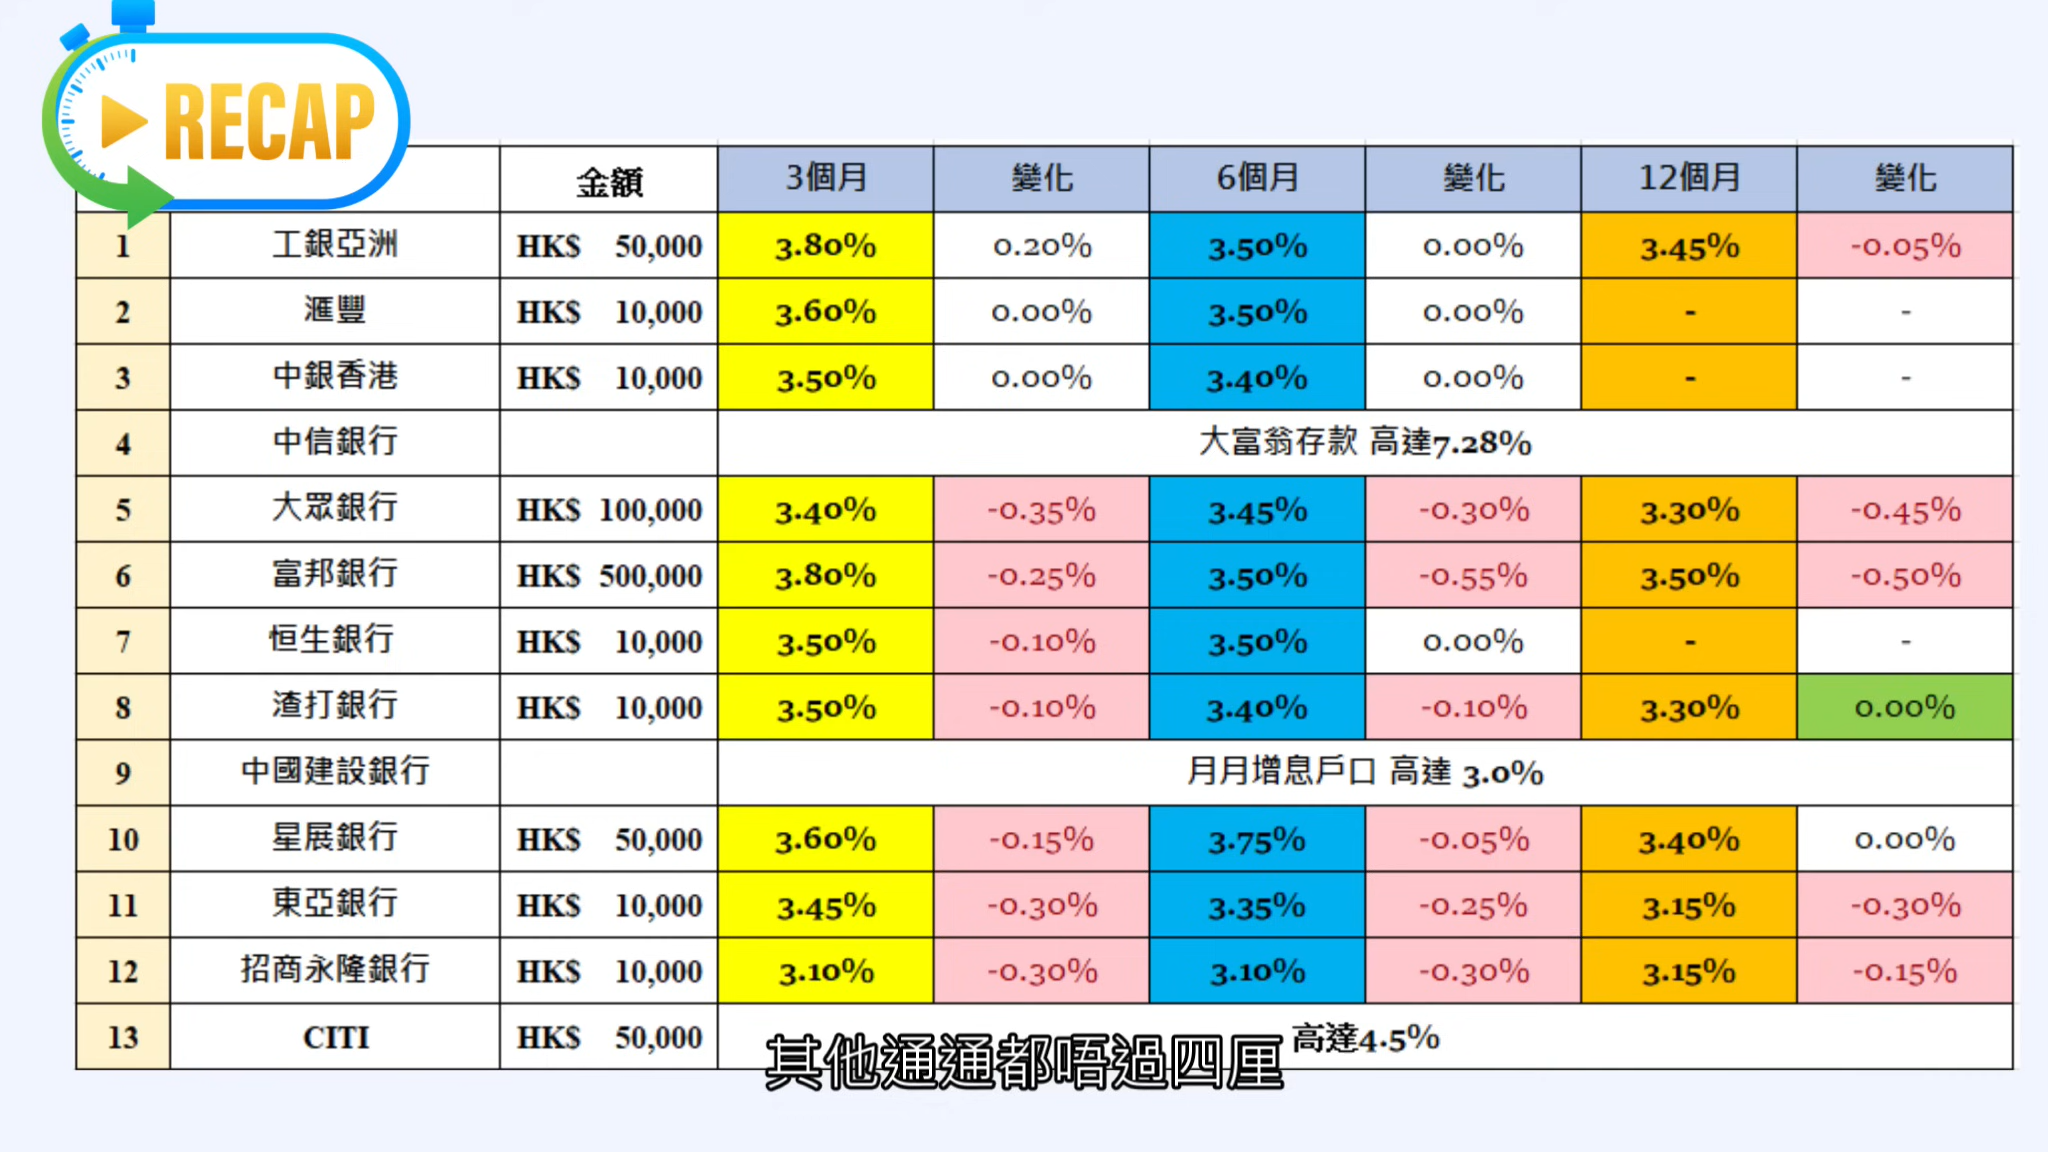 RECAP
金額 3個月 變化 6個月 變化 12個月 變化
1 工銀亞洲 HK$ 50,000 3.80% 0.20% 3.50% 0.00% 3.45% -0.05%
2 滙豐 HK$ 10,000 3.60% 0.00% 3.50% 0.00% - -
3 中銀香港 HK$ 10,000 3.50% 0.00% 3.40% 0.00% - -
4 中信銀行 大富翁存款 高達7.28%
5 大眾銀行 HK$ 100,000 3.40% -0.35% 3.45% -0.30% 3.30% -0.45%
6 富邦銀行 HK$ 500,000 3.80% -0.25% 3.50% -0.55% 3.50% -0.50%
7 恒生銀行 HK$ 10,000 3.50% -0.10% 3.50% 0.00% - -
8 渣打銀行 HK$ 10,000 3.50% -0.10% 3.40% -0.10% 3.30% 0.00%
9 中國建設銀行 月月增息戶口 高達 3.0%
10 星展銀行 HK$ 50,000 3.60% -0.15% 3.75% -0.05% 3.40% 0.00%
11 東亞銀行 HK$ 10,000 3.45% -0.30% 3.35% -0.25% 3.15% -0.30%
12 招商永隆銀行 HK$ 10,000 3.10% -0.30% 3.10% -0.30% 3.15% -0.15%
13 CITI HK$ 50,000 高達4.5%
其他通通都唔過四厘